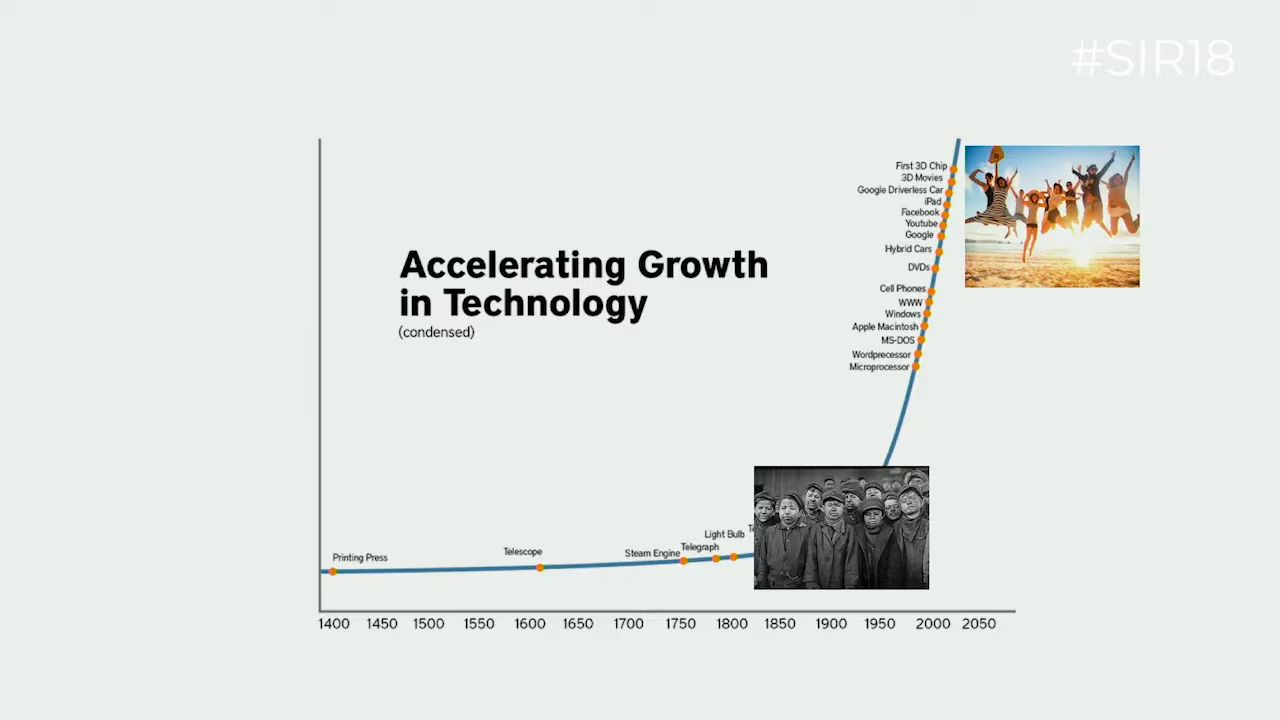 #SIR18
First 3D Chip
3D Movies
Google Driverless Car
iPad
Facebook
Youtube
Google
Hybrid Cars
DVDs
Cell Phones
WWW
Windows
Apple Macintosh
MS-DOS
Wordprecessor
Microprocessor
Accelerating Growth
in Technology
(condensed)
Light Bulb
Telegraph
Steam Engine
Telescope
Printing Press
1400 1450 1500 1550 1600 1650 1700 1750 1800 1850 1900 1950 2000 2050